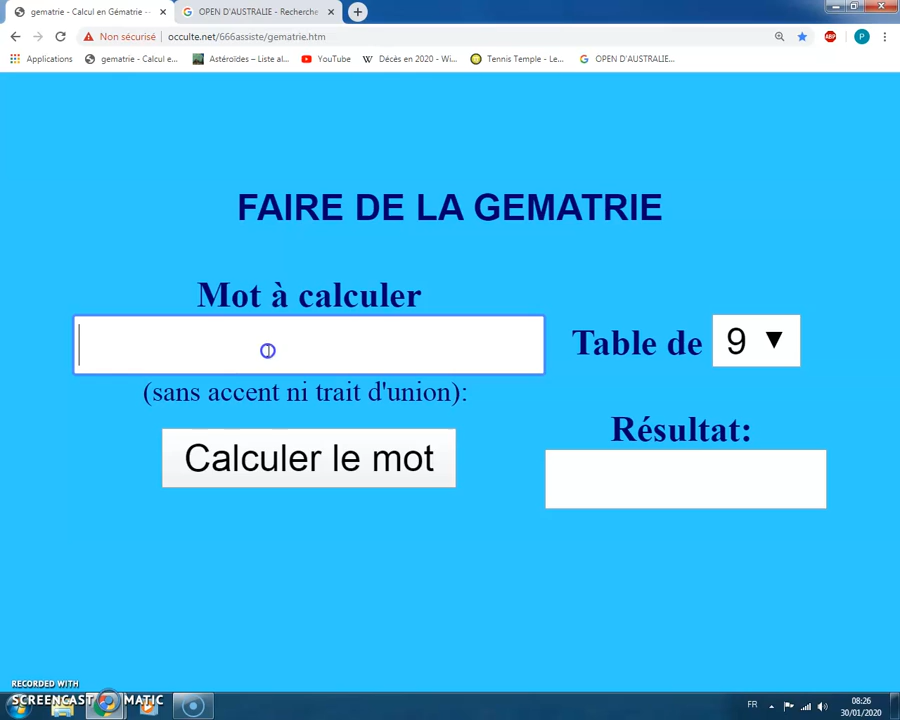 gematrie - Calcul en Gématrie -
OPEN D'AUSTRALIE - Recherche
Non sécurisé
occulte.net/666assiste/gematrie.htm
ABP
P
Applications
gematrie - Calcul e...
Astéroïdes – Liste al...
YouTube
W
Décès en 2020 - Wi...
Tennis Temple - Le...
OPEN D'AUSTRALIE...
FAIRE DE LA GEMATRIE
Mot à calculer
Table de 9
(sans accent ni trait d'union):
Résultat:
Calculer le mot
RECORDED WITH
SCREENCAST MATIC
FR
08:26
30/01/2020